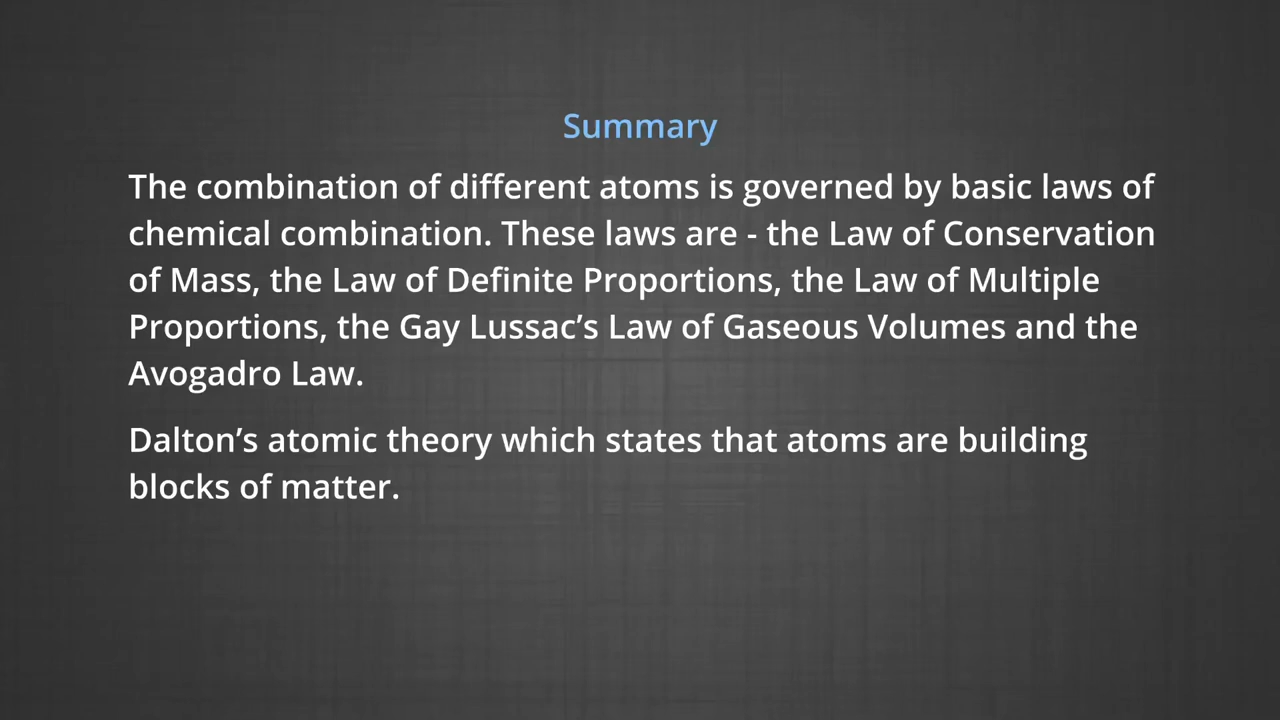 Summary
The combination of different atoms is governed by basic laws of
chemical combination. These laws are - the Law of Conservation
of Mass, the Law of Definite Proportions, the Law of Multiple
Proportions, the Gay Lussac’s Law of Gaseous Volumes and the
Avogadro Law.
Dalton’s atomic theory which states that atoms are building
blocks of matter.